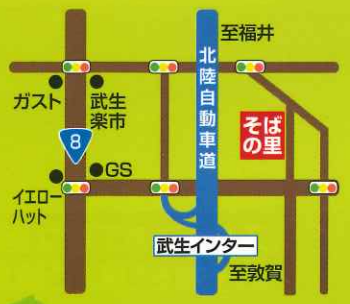 至福井
北陸自動車道
ガスト
武生
楽市
8
そば
の里
GS
イエロー
ハット
武生インター
至敦賀